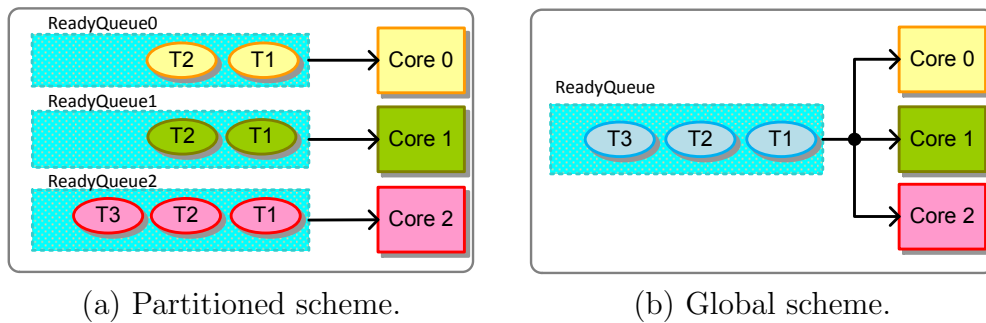 ReadyQueue0
T2 T1 Core 0
ReadyQueue1
T2 T1 Core 1
ReadyQueue2
T3 T2 T1 Core 2
(a) Partitioned scheme.
Core 0
ReadyQueue
T3 T2 T1 Core 1
Core 2
(b) Global scheme.